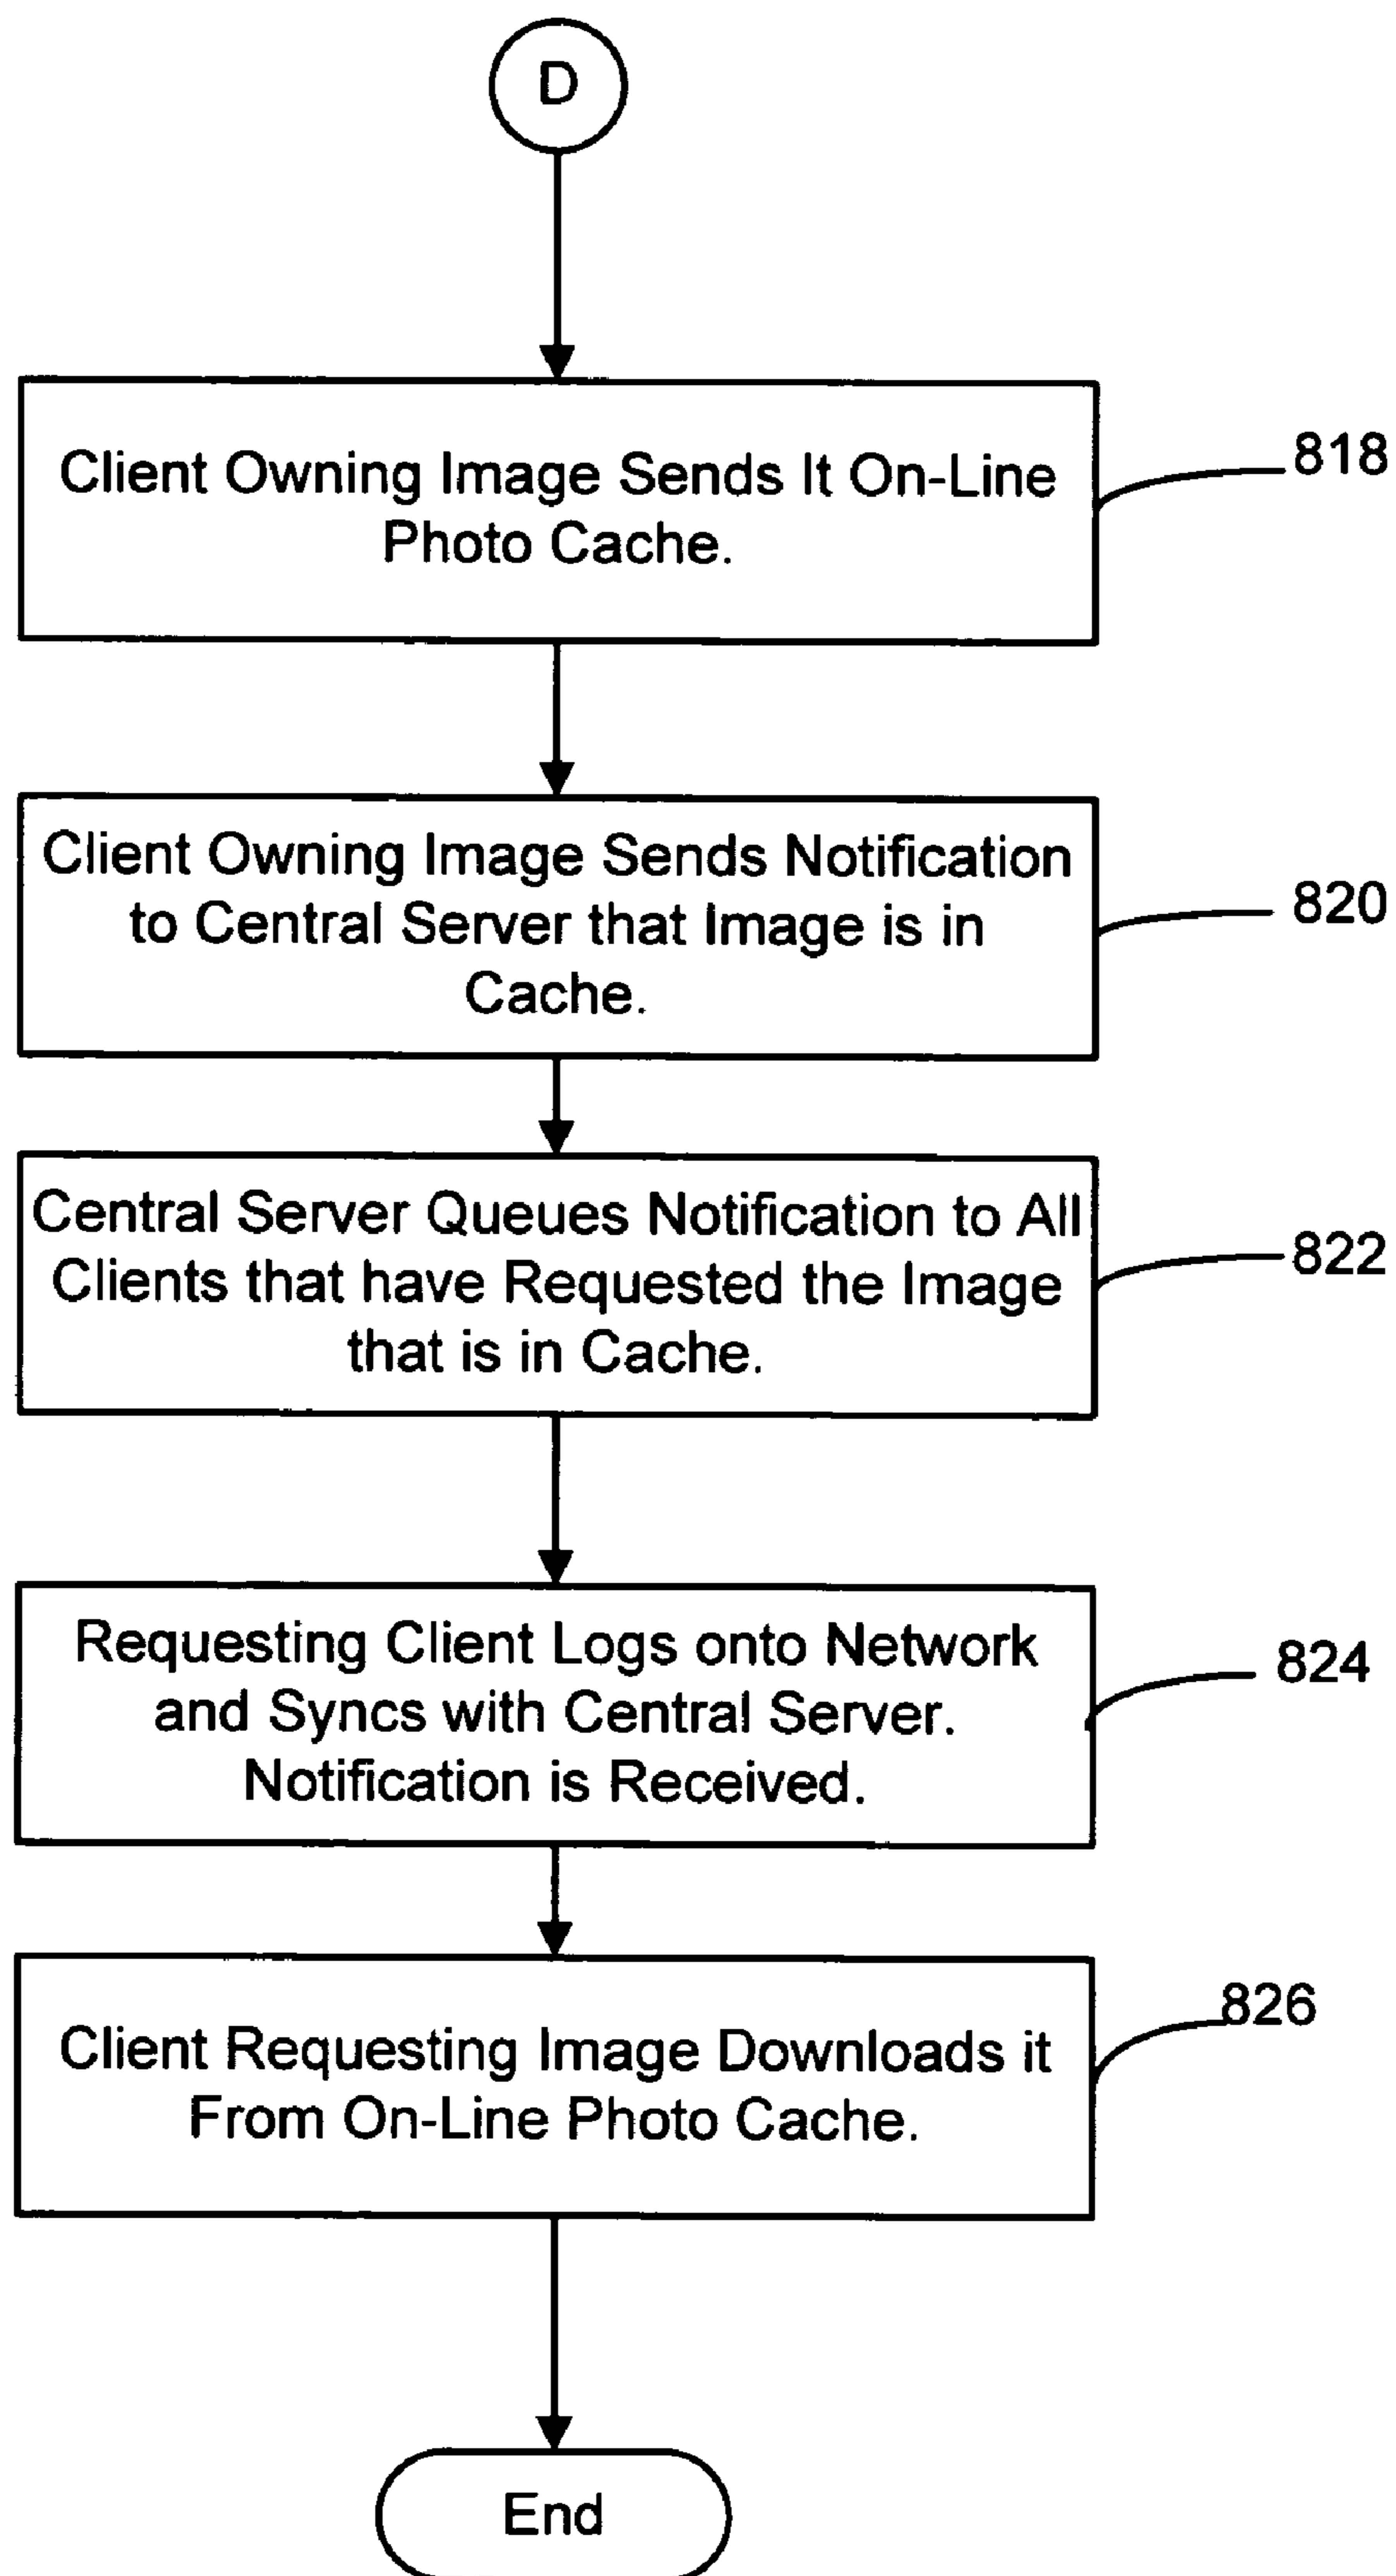 D
Client Owning Image Sends It On-Line
Photo Cache.
818
Client Owning Image Sends Notification
to Central Server that Image is in
Cache.
820
Central Server Queues Notification to All
Clients that have Requested the Image
that is in Cache.
822
Requesting Client Logs onto Network
and Syncs with Central Server.
Notification is Received.
824
Client Requesting Image Downloads it
From On-Line Photo Cache.
826
End